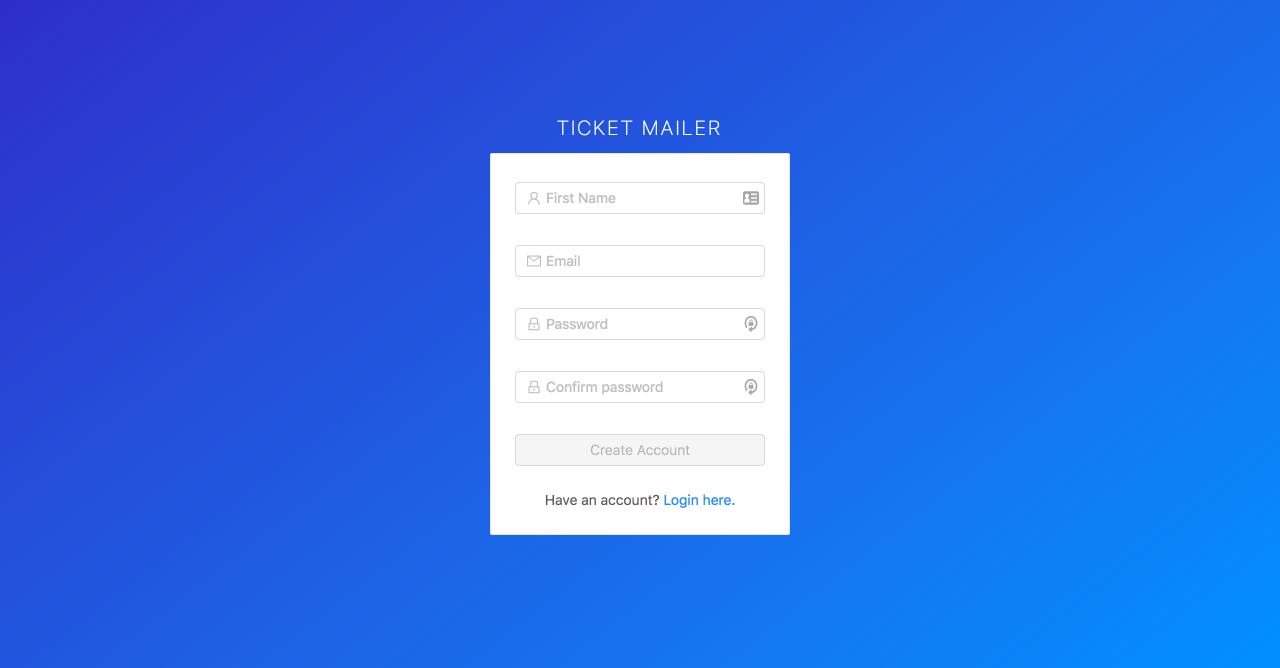 TICKET MAILER
First Name
Email
Password
Confirm password
Create Account
Have an account? Login here.